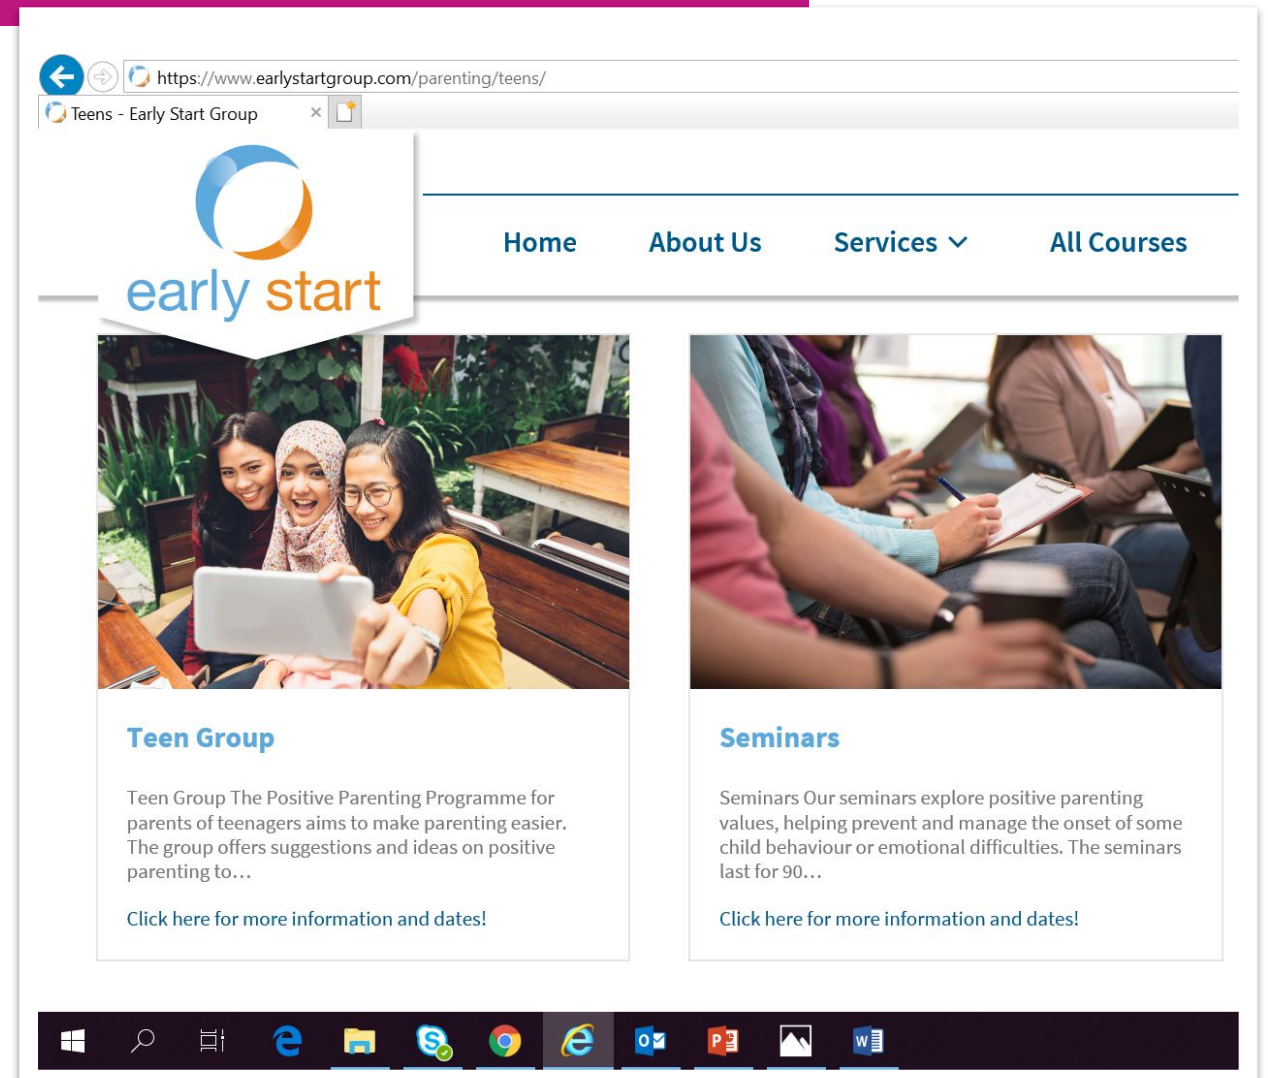 https://www.earlystartgroup.com/parenting/teens/
Teens - Early Start Group
early start
Home About Us Services All Courses
Teen Group
Teen Group The Positive Parenting Programme for
parents of teenagers aims to make parenting easier.
The group offers suggestions and ideas on positive
parenting to…
Click here for more information and dates!
Seminars
Seminars Our seminars explore positive parenting
values, helping prevent and manage the onset of some
child behaviour or emotional difficulties. The seminars
last for 90…
Click here for more information and dates!